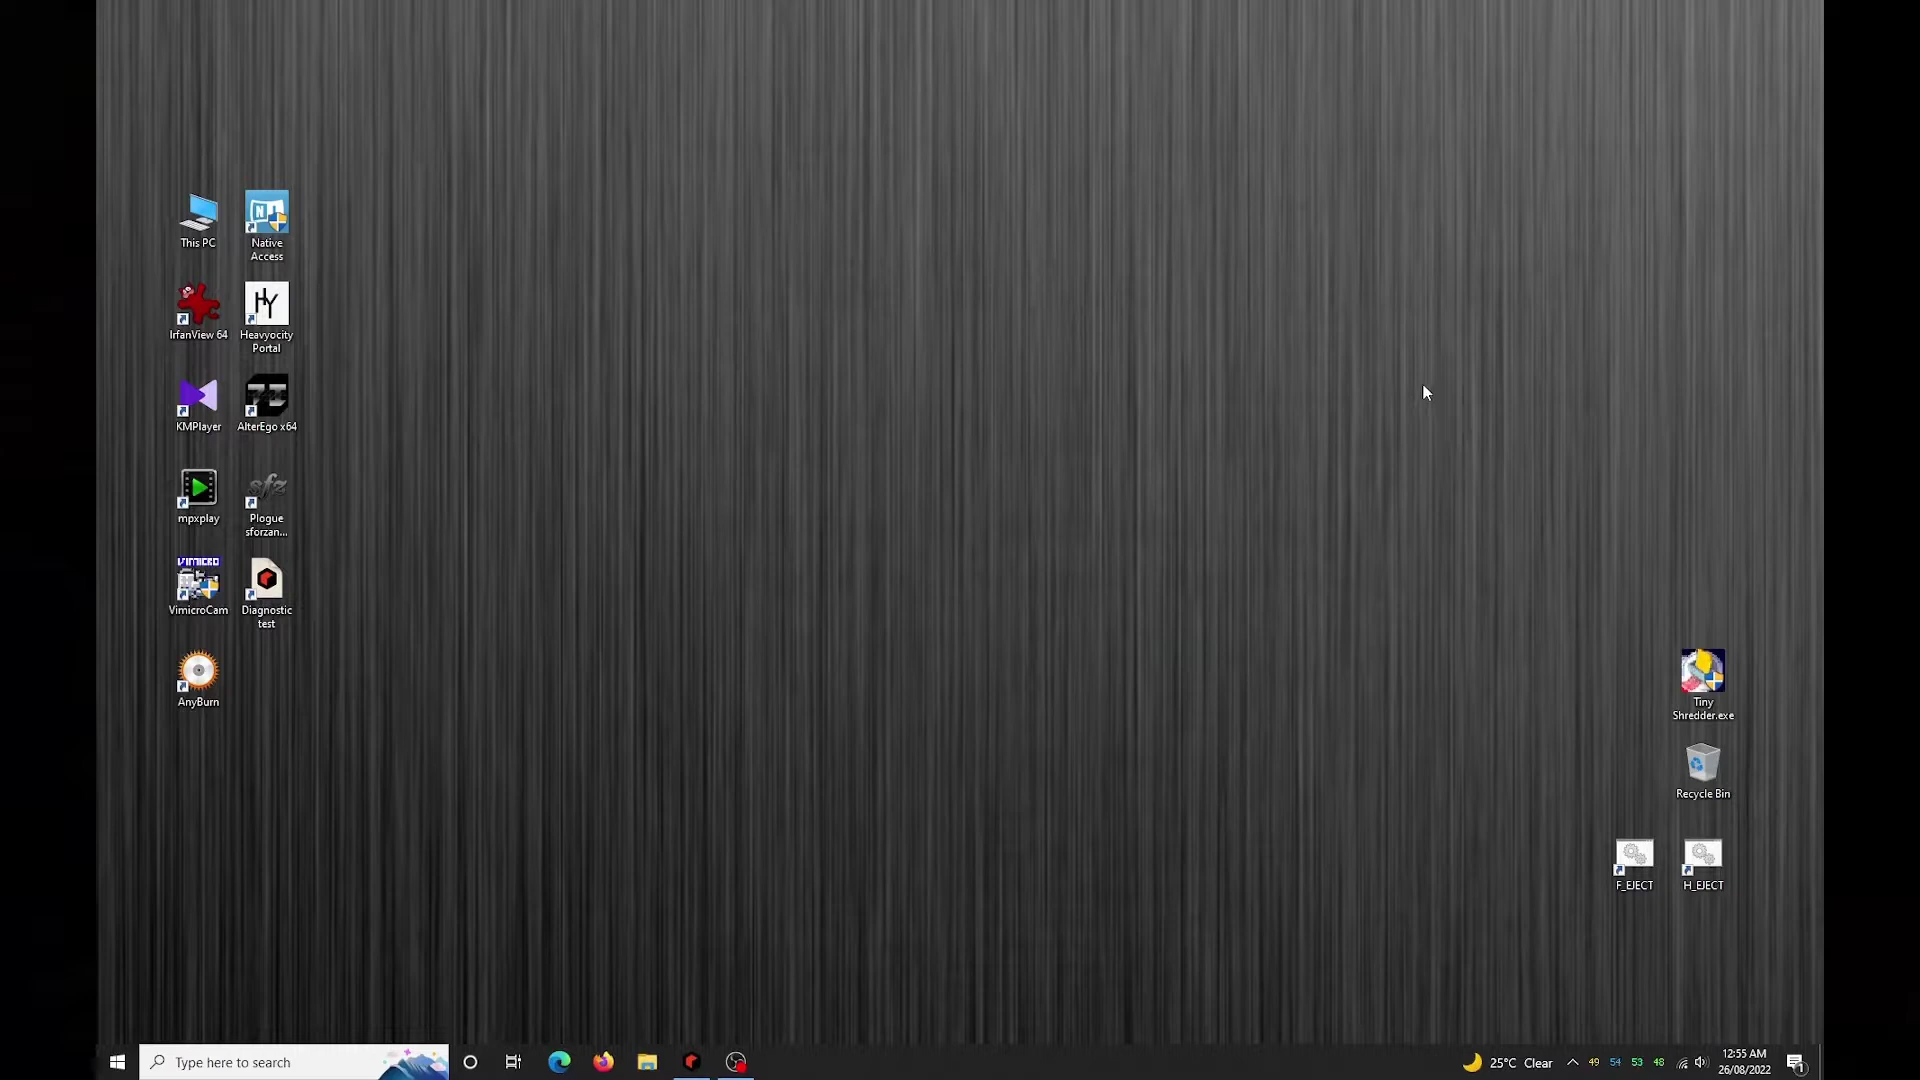 This PC
Native
Access
IrfanView 64
Heavyocity
Portal
KMPlayer
AlterEgo x64
mpxplay
sfz
Plogue
sforzan...
VIMICRO
VimicroCam
Diagnostic
test
AnyBurn
Tiny
Shredder.exe
Recycle Bin
F_EJECT
H_EJECT
Type here to search
25°C Clear
49 54 53 48
12:55 AM
26/08/2022
1